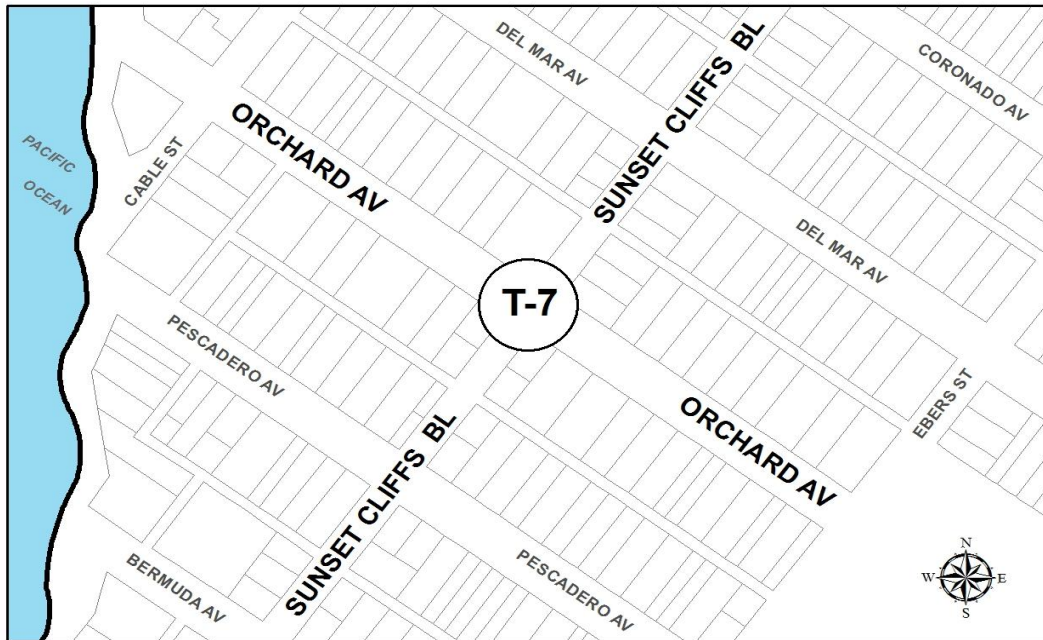 DEL MAR AV
SUNSET CLIFFS BL
CORONADO AV
ORCHARD AV
PACIFIC
OCEAN
CABLE ST
DEL MAR AV
T-7
PESCADERO AV
EBERS ST
ORCHARD AV
SUNSET CLIFFS BL
BERMUDA AV
PESCADERO AV
N
W
E
S